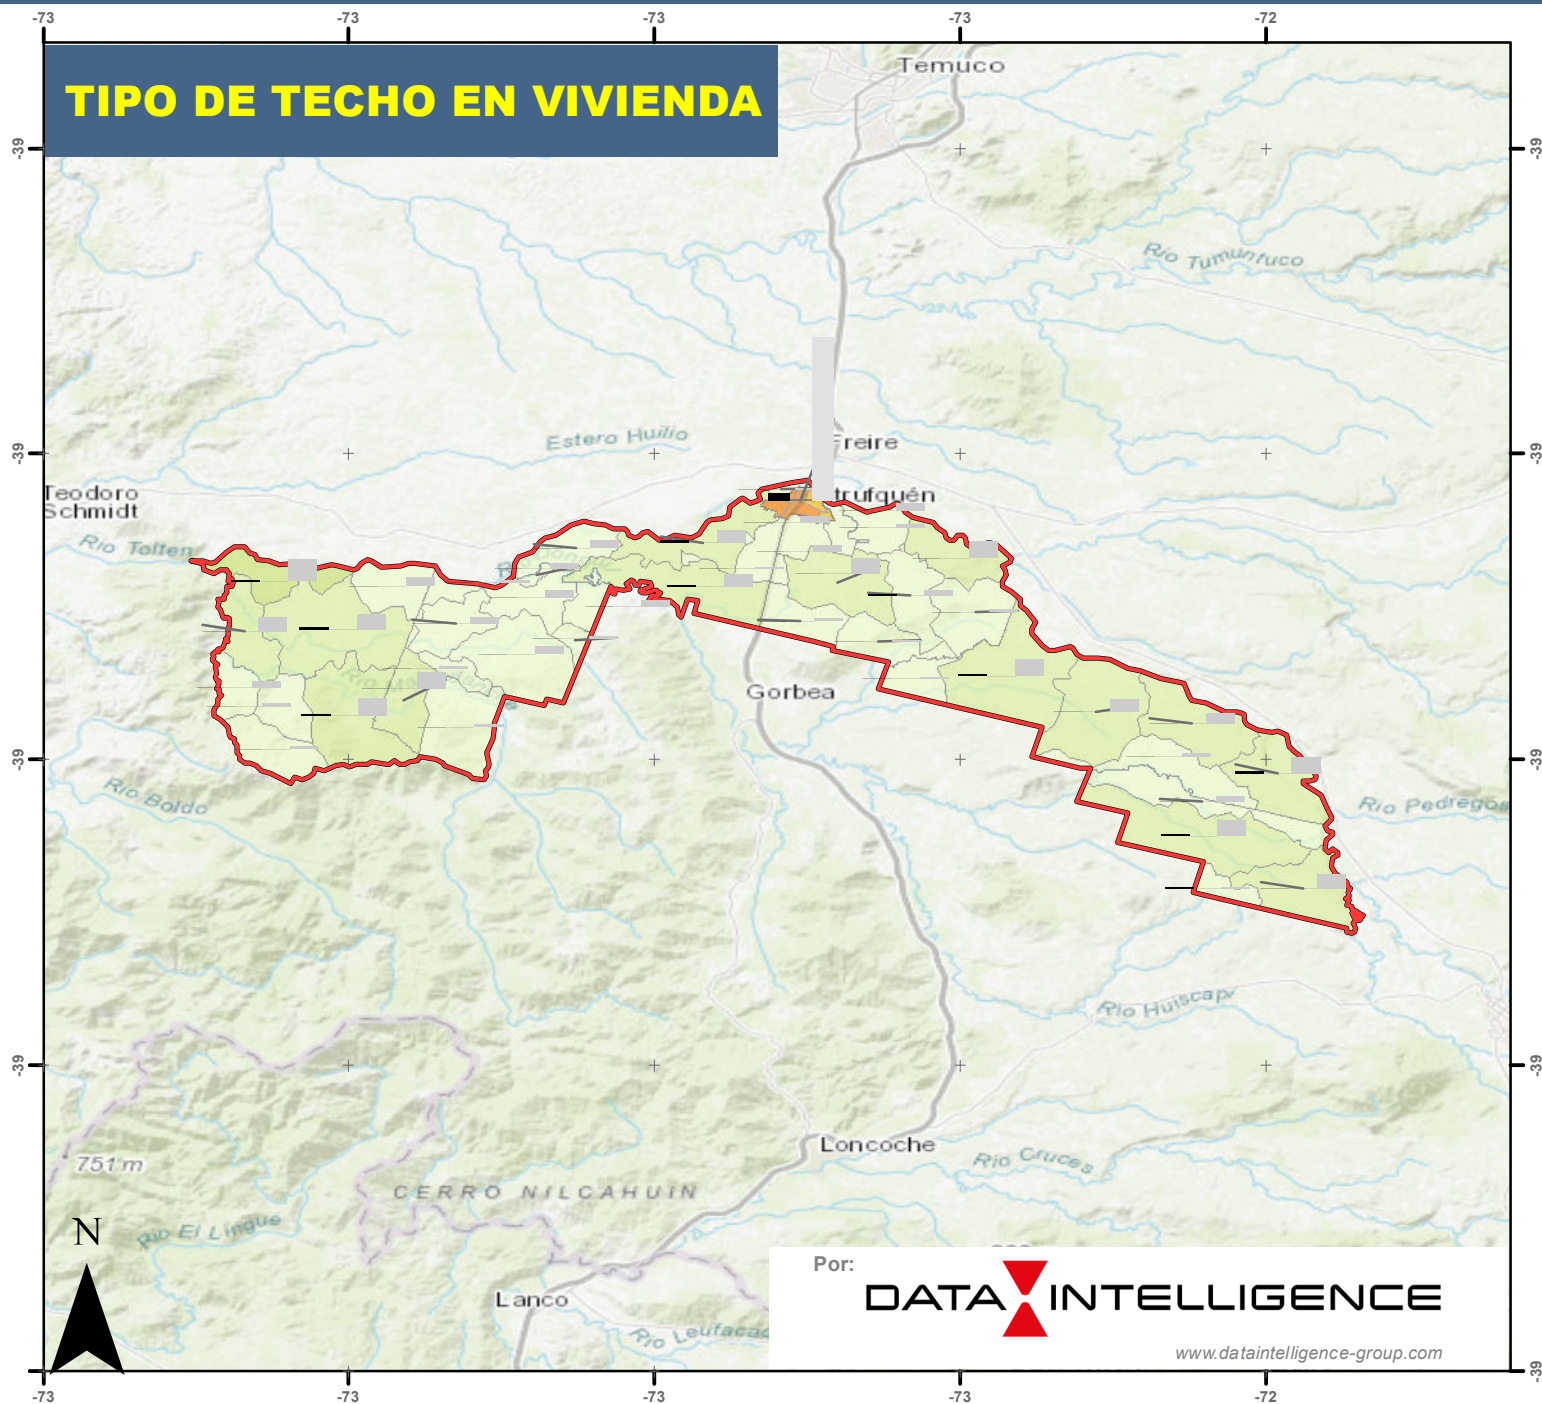 -73 -73 -73 -73 -72
TIPO DE TECHO EN VIVIENDA
Temuco
-39 -39
Río Tumuntuco
Estero Huilio
Freire
-39 -39
Teodoro
Schmidt
trufquén
Río Tolten
Gorbea
-39 -39
Río Boldo
Río Pedregos
Río Huiscapi
-39 -39
Loncoche
Río Cruces
751 m
CERRO NILCAHUIN
N
Río El Lingue
Por:
DATA INTELLIGENCE
Lanco
Río Leufacad
www.dataintelligence-group.com
-39
-73 -73 -73 -73 -72